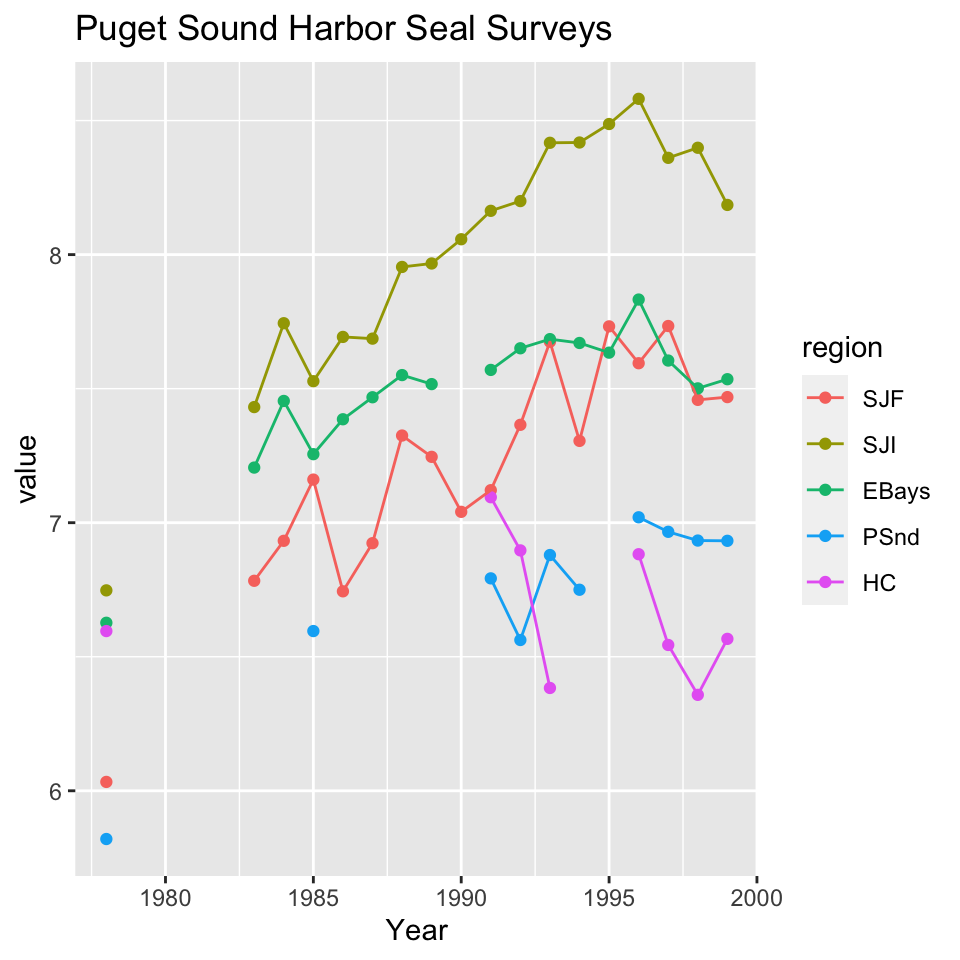 Puget Sound Harbor Seal Surveys
value
8
7
6
1980 1985 1990 1995 2000
Year
region
SJF
SJI
EBays
PSnd
HC